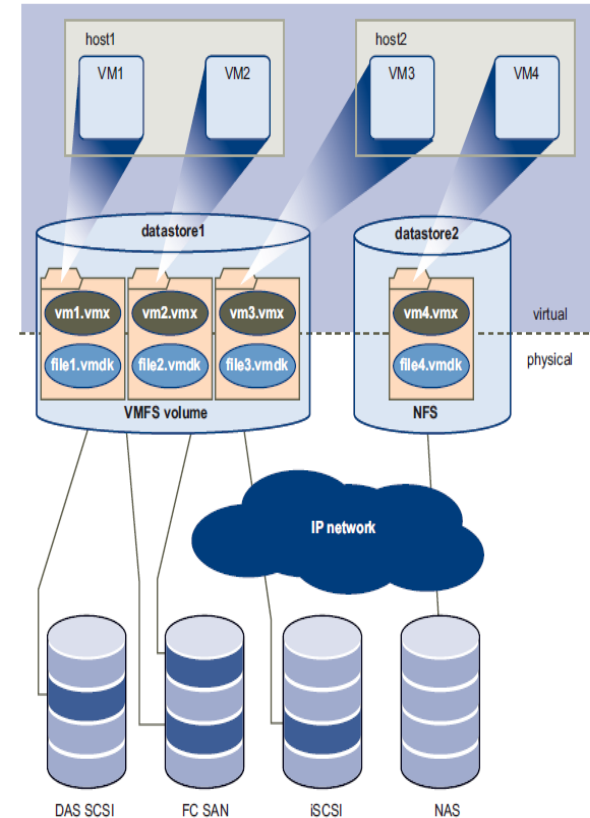 host1
host2
VM1
VM2
VM3
VM4
datastore1
datastore2
vm1.vmx
vm2.vmx
vm3.vmx
vm4.vmx
virtual
physical
file1.vmdk
file2.vmdk
file3.vmdk
file4.vmdk
VMFS volume
NFS
IP network
DAS SCSI
FC SAN
iSCSI
NAS